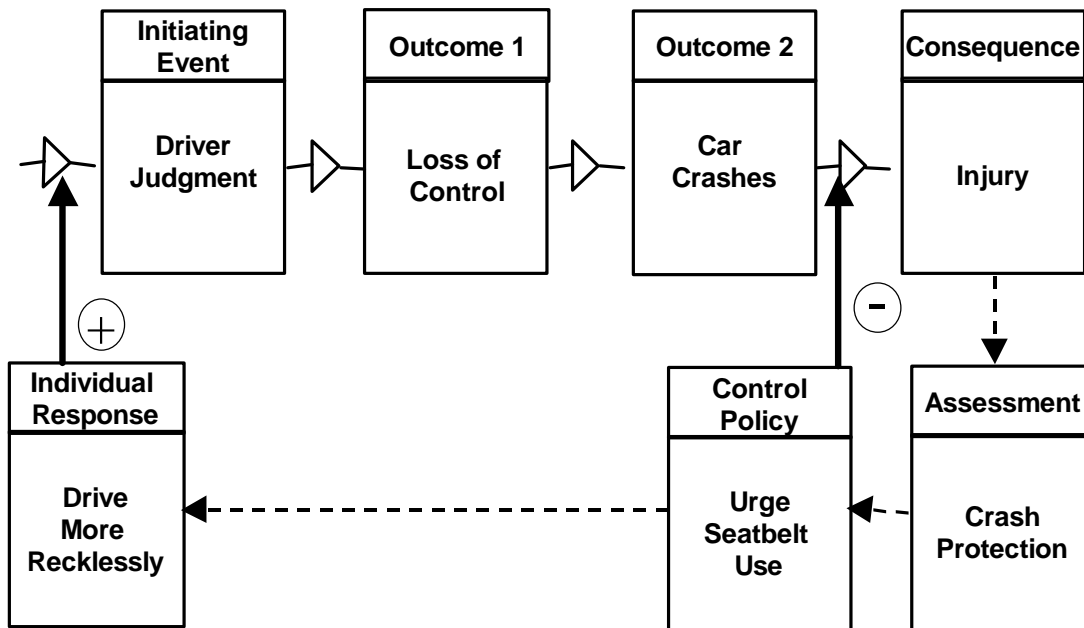 Initiating
Event
Driver
Judgment
Outcome 1
Loss of
Control
Outcome 2
Car
Crashes
Consequence
Injury
+
-
Individual
Response
Drive
More
Recklessly
Control
Policy
Urge
Seatbelt
Use
Assessment
Crash
Protection